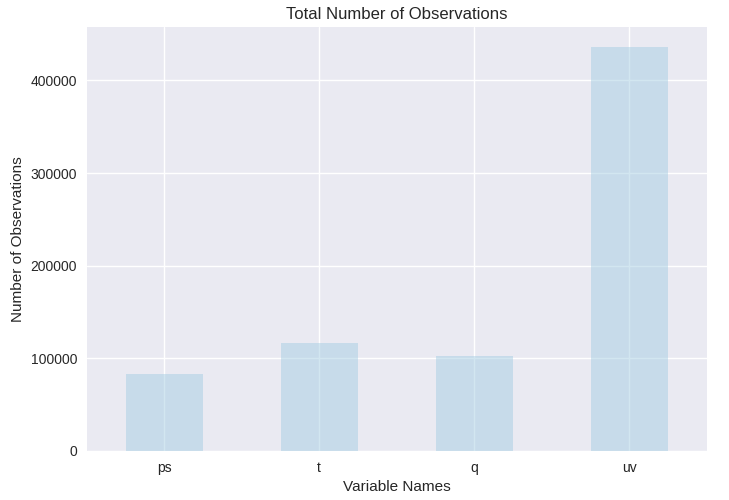 Total Number of Observations
Number of Observations
400000
300000
200000
100000
0
ps t q uv
Variable Names